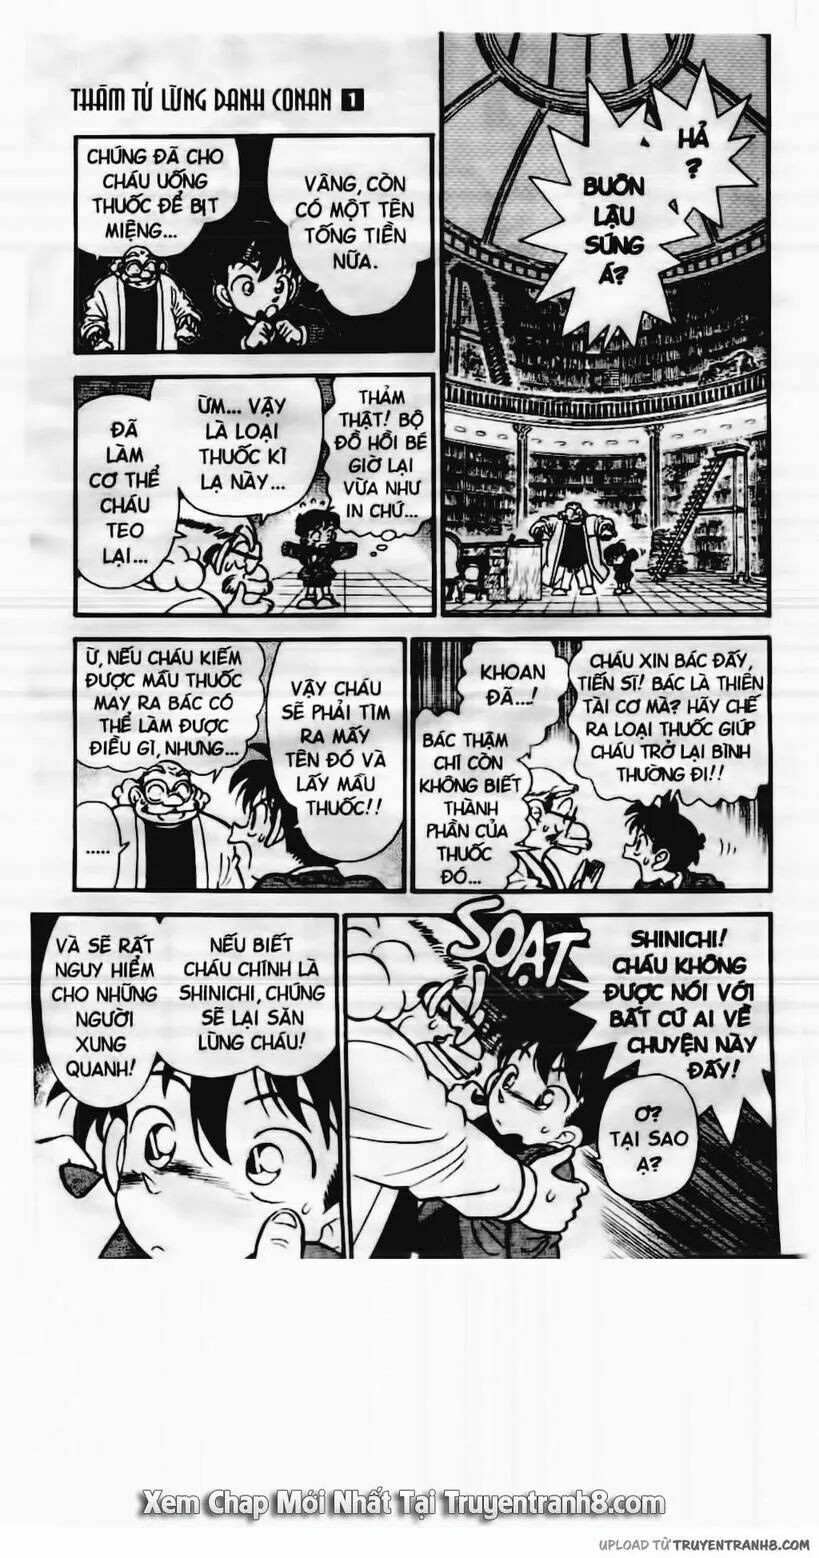 THÁM TỬ LỪNG DANH CONAN 1
HẢ
?
BUÔN
LẬU
SÚNG
Á?
VÂNG, CÒN
CÓ MỘT TÊN
TỐNG TIỀN
NỮA.
CHÚNG ĐÃ CHO
CHÁU UỐNG
THUỐC ĐỂ BỊT
MIỆNG...
THẢM
THẬT! BỘ
ĐỒ HỒI BÉ
GIỜ LẠI
VỪA NHƯ
IN CHỨ...
ỪM... VẬY
LÀ LOẠI
THUỐC KÌ
LẠ NÀY...
ĐÃ
LÀM
CƠ THỂ
CHÁU
TEO
LẠI...
CHÁU XIN BÁC ĐẤY,
TIẾN SĨ! BÁC LÀ THIÊN
TÀI CƠ MÀ? HÃY CHẾ
RA LOẠI THUỐC GIÚP
CHÁU TRỞ LẠI BÌNH
THƯỜNG ĐI!!
KHOAN
ĐÃ...!
BÁC THẬM
CHÍ CÒN
KHÔNG BIẾT
THÀNH
PHẦN CỦA
THUỐC
ĐÓ...
VẬY CHÁU
SẼ PHẢI TÌM
RA MẤY
TÊN ĐÓ VÀ
LẤY MẪU
THUỐC!!
Ừ, NẾU CHÁU KIẾM
ĐƯỢC MẪU THUỐC
MAY RA BÁC CÓ
THỂ LÀM ĐƯỢC
ĐIỀU GÌ, NHƯNG...
.....
SOẠT
SHINICHI!
CHÁU KHÔNG
ĐƯỢC NÓI VỚI
BẤT CỨ AI VỀ
CHUYỆN NÀY
ĐẤY!
Ơ?
TẠI SAO
Ạ?
NẾU BIẾT
CHÁU CHÍNH LÀ
SHINICHI, CHÚNG
SẼ LẠI SĂN
LÙNG CHÁU!
VÀ SẼ RẤT
NGUY HIỂM
CHO NHỮNG
NGƯỜI
XUNG
QUANH!
Xem Chap Mới Nhất Tại Truyentranh8.com
UPLOAD TỪ TRUYENTRANH8.COM